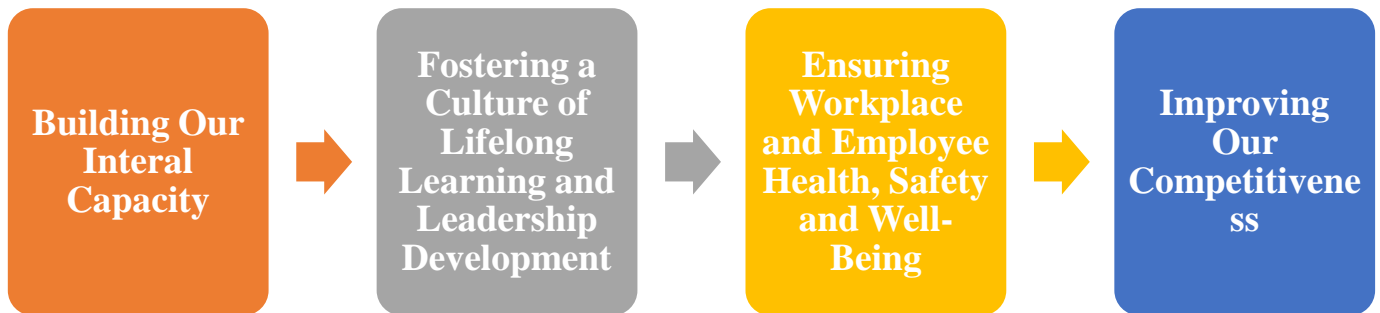 Building Our
Interal
Capacity
Fostering a
Culture of
Lifelong
Learning and
Leadership
Development
Ensuring
Workplace
and Employee
Health, Safety
and Well-
Being
Improving
Our
Competitivene
ss